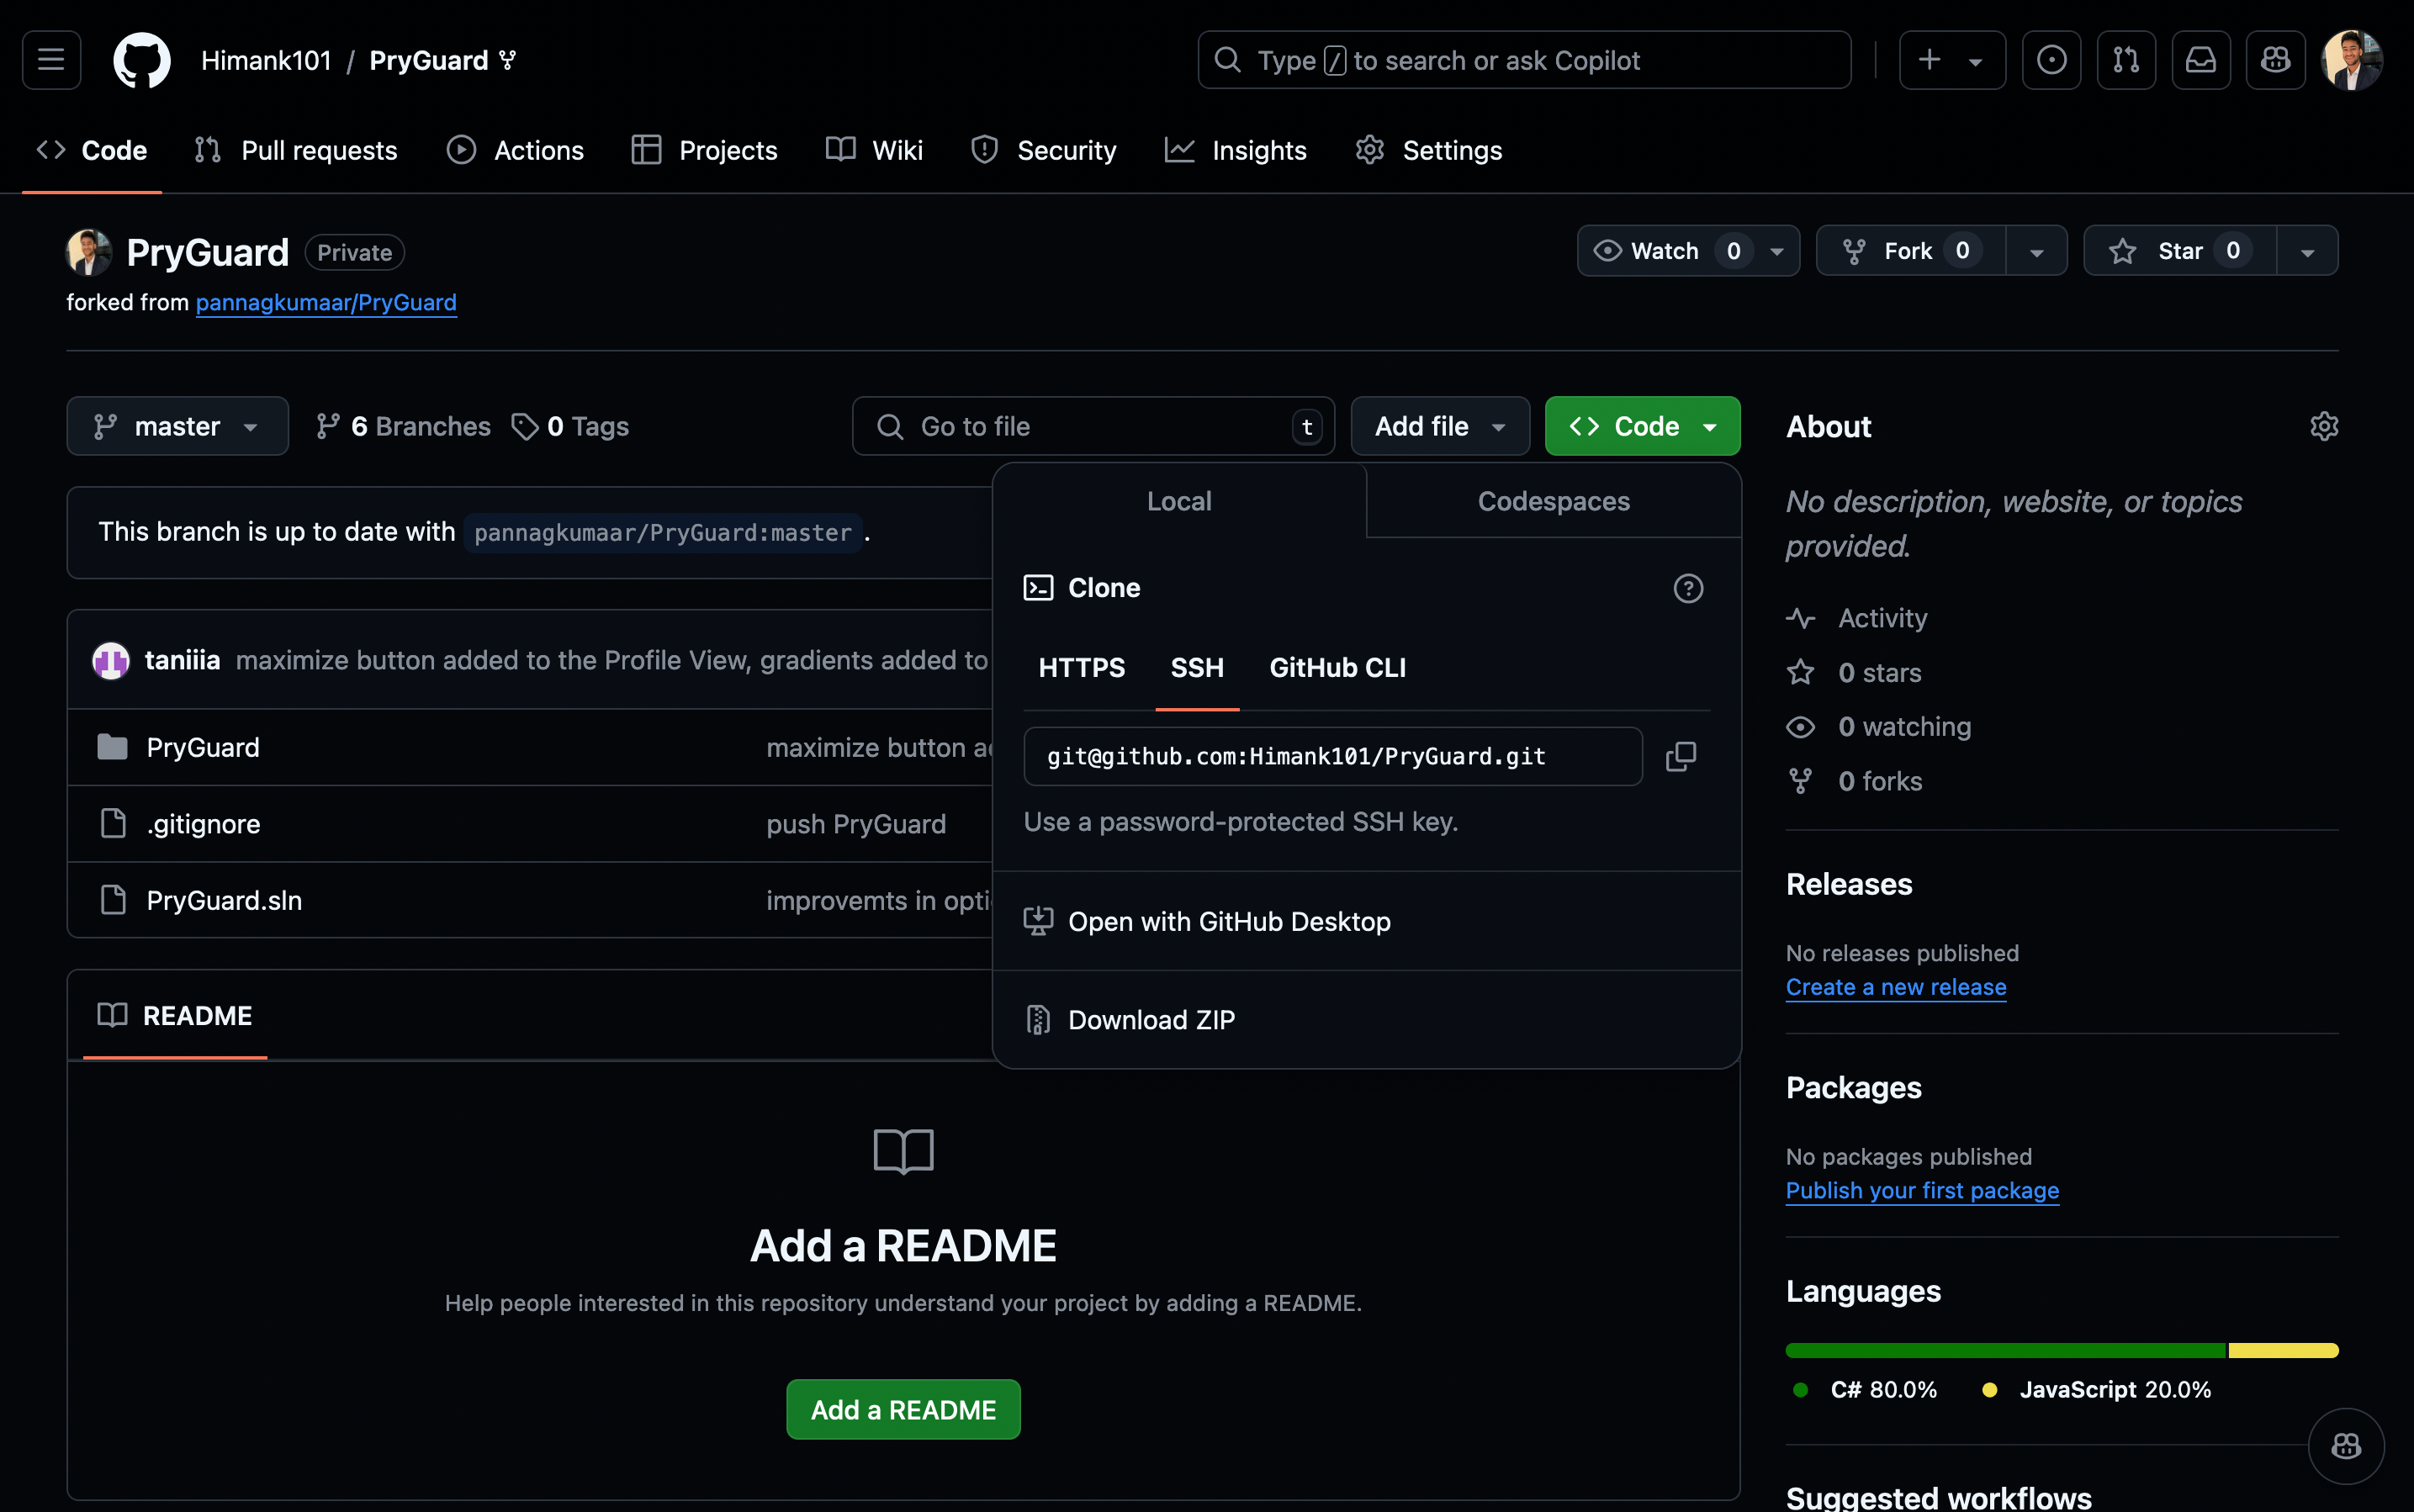 Himank101 / PryGuard
Type / to search or ask Copilot
Code Pull requests Actions Projects Wiki Security Insights Settings
PryGuard Private
Watch 0 Fork 0 Star 0
forked from pannagkumaar/PryGuard
master 6 Branches 0 Tags
Go to file t
Add file Code
This branch is up to date with pannagkumaar/PryGuard:master.
taniiia maximize button added to the Profile View, gradients added to
PryGuard maximize button a
.gitignore push PryGuard
PryGuard.sln improvemts in opti
Local Codespaces
Clone
HTTPS SSH GitHub CLI
git@github.com:Himank101/PryGuard.git
Use a password-protected SSH key.
Open with GitHub Desktop
Download ZIP
README
Add a README
Help people interested in this repository understand your project by adding a README.
Add a README
About
No description, website, or topics
provided.
Activity
0 stars
0 watching
0 forks
Releases
No releases published
Create a new release
Packages
No packages published
Publish your first package
Languages
C# 80.0% JavaScript 20.0%
Suggested workflows